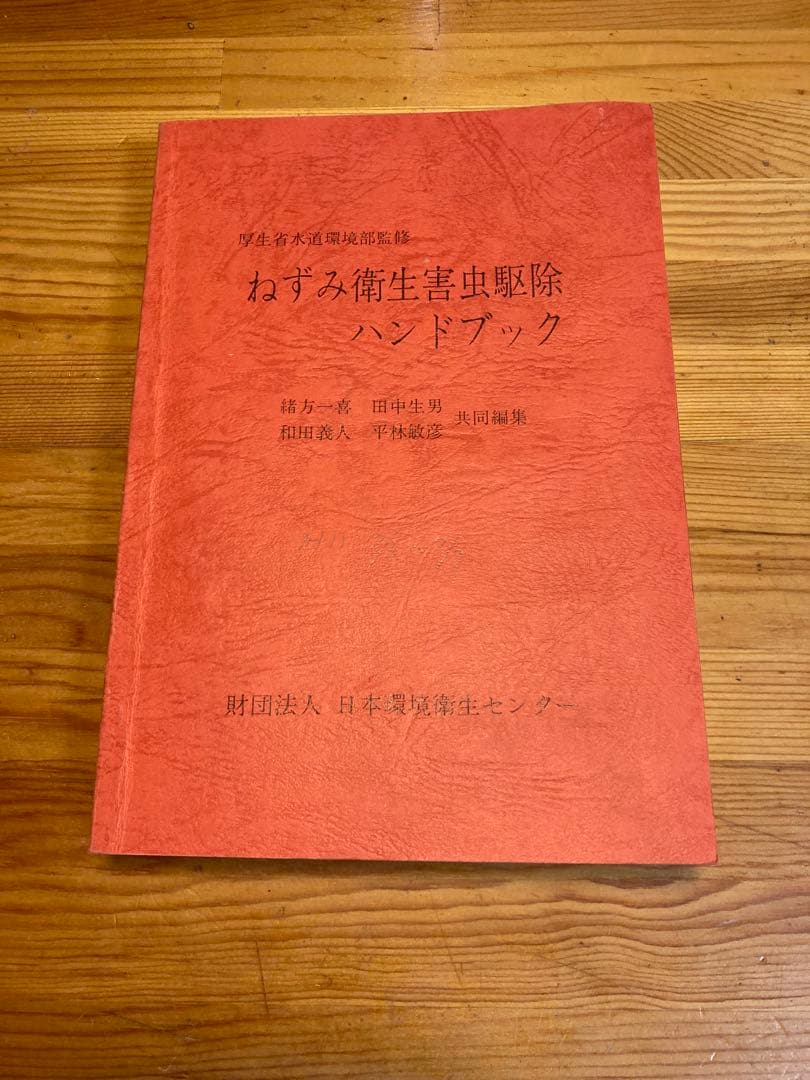 厚生省水道環境部監修
ねずみ衛生害虫駆除
ハンドブック
緒方一喜 田中生男
和田義人 平林敏彦 共同編集
財団法人 日本環境衛生センター